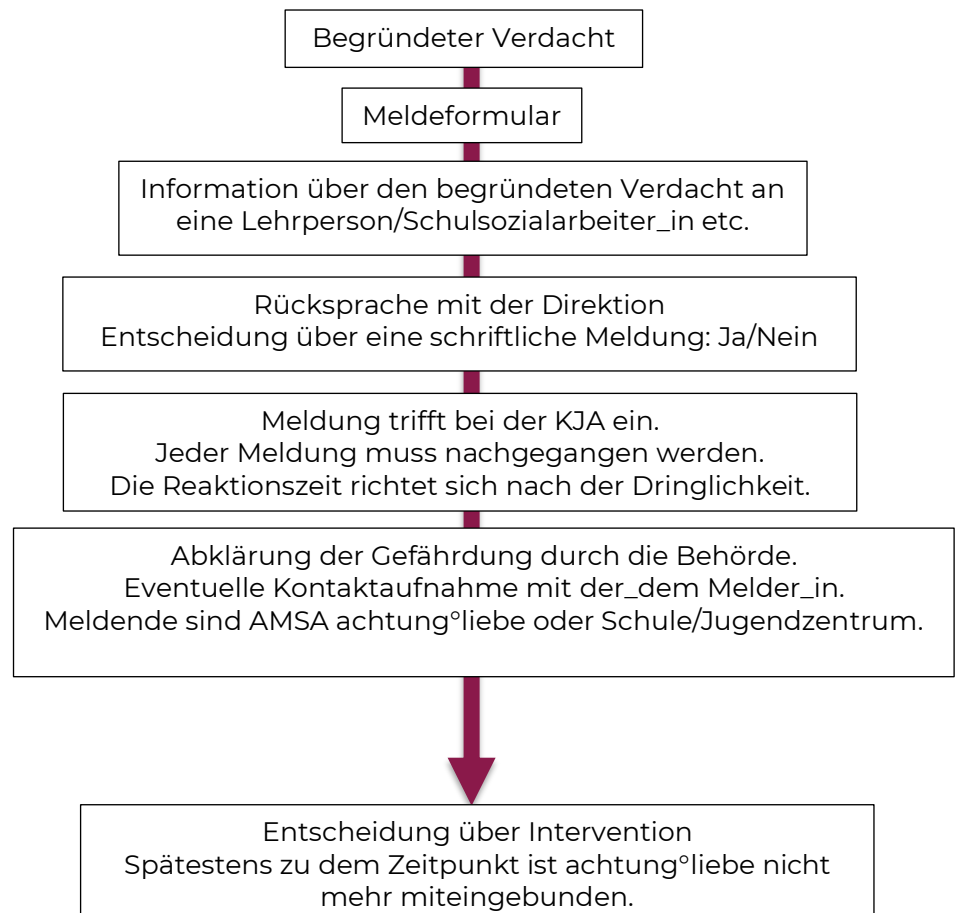 Begründeter Verdacht
Meldeformular
Information über den begründeten Verdacht an
eine Lehrperson/Schulsozialarbeiter_in etc.
Rücksprache mit der Direktion
Entscheidung über eine schriftliche Meldung: Ja/Nein
Meldung trifft bei der KJA ein.
Jeder Meldung muss nachgegangen werden.
Die Reaktionszeit richtet sich nach der Dringlichkeit.
Abklärung der Gefährdung durch die Behörde.
Eventuelle Kontaktaufnahme mit der_dem Melder_in.
Meldende sind AMSA achtung°liebe oder Schule/Jugendzentrum.
Entscheidung über Intervention
Spätestens zu dem Zeitpunkt ist achtung°liebe nicht
mehr miteingebunden.